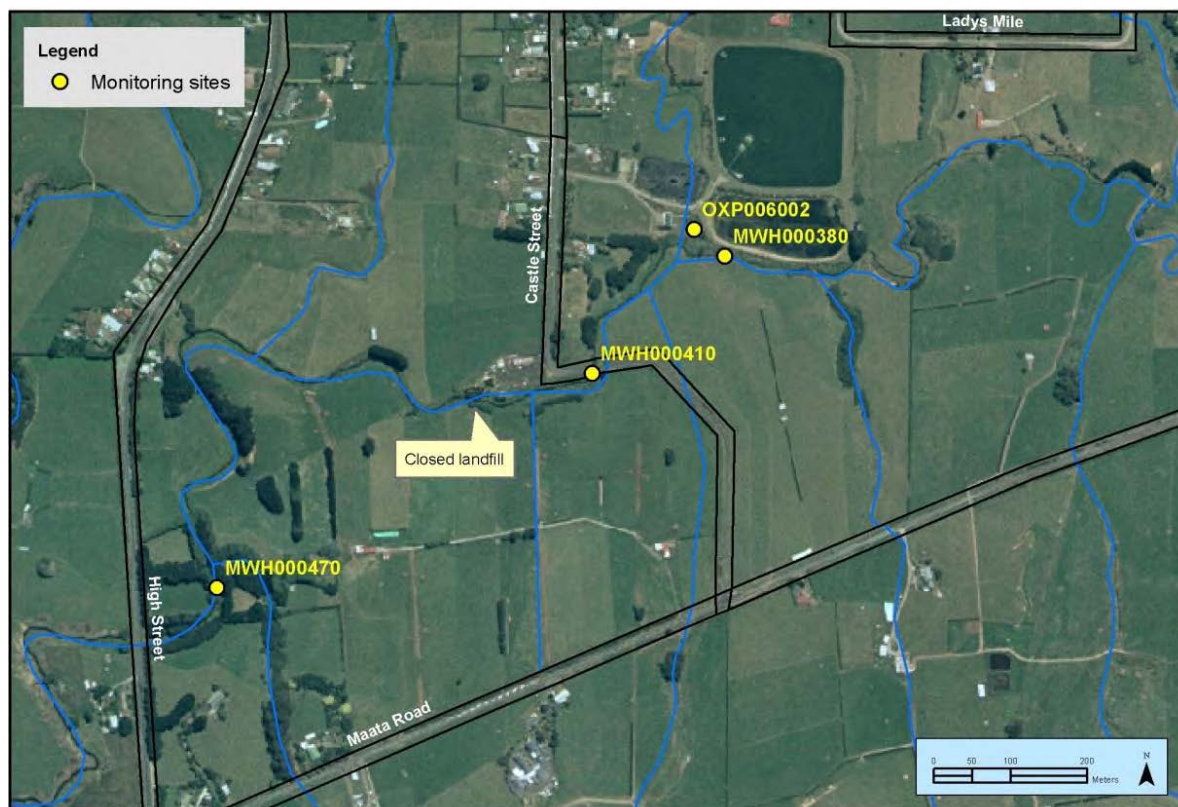 Legend
Monitoring sites
Ladys Mile
OXP006002
MWH000380
Castle Street
MWH000410
Closed landfill
MWH000470
High Street
Maata Road
0 50 100 200
Meters
N